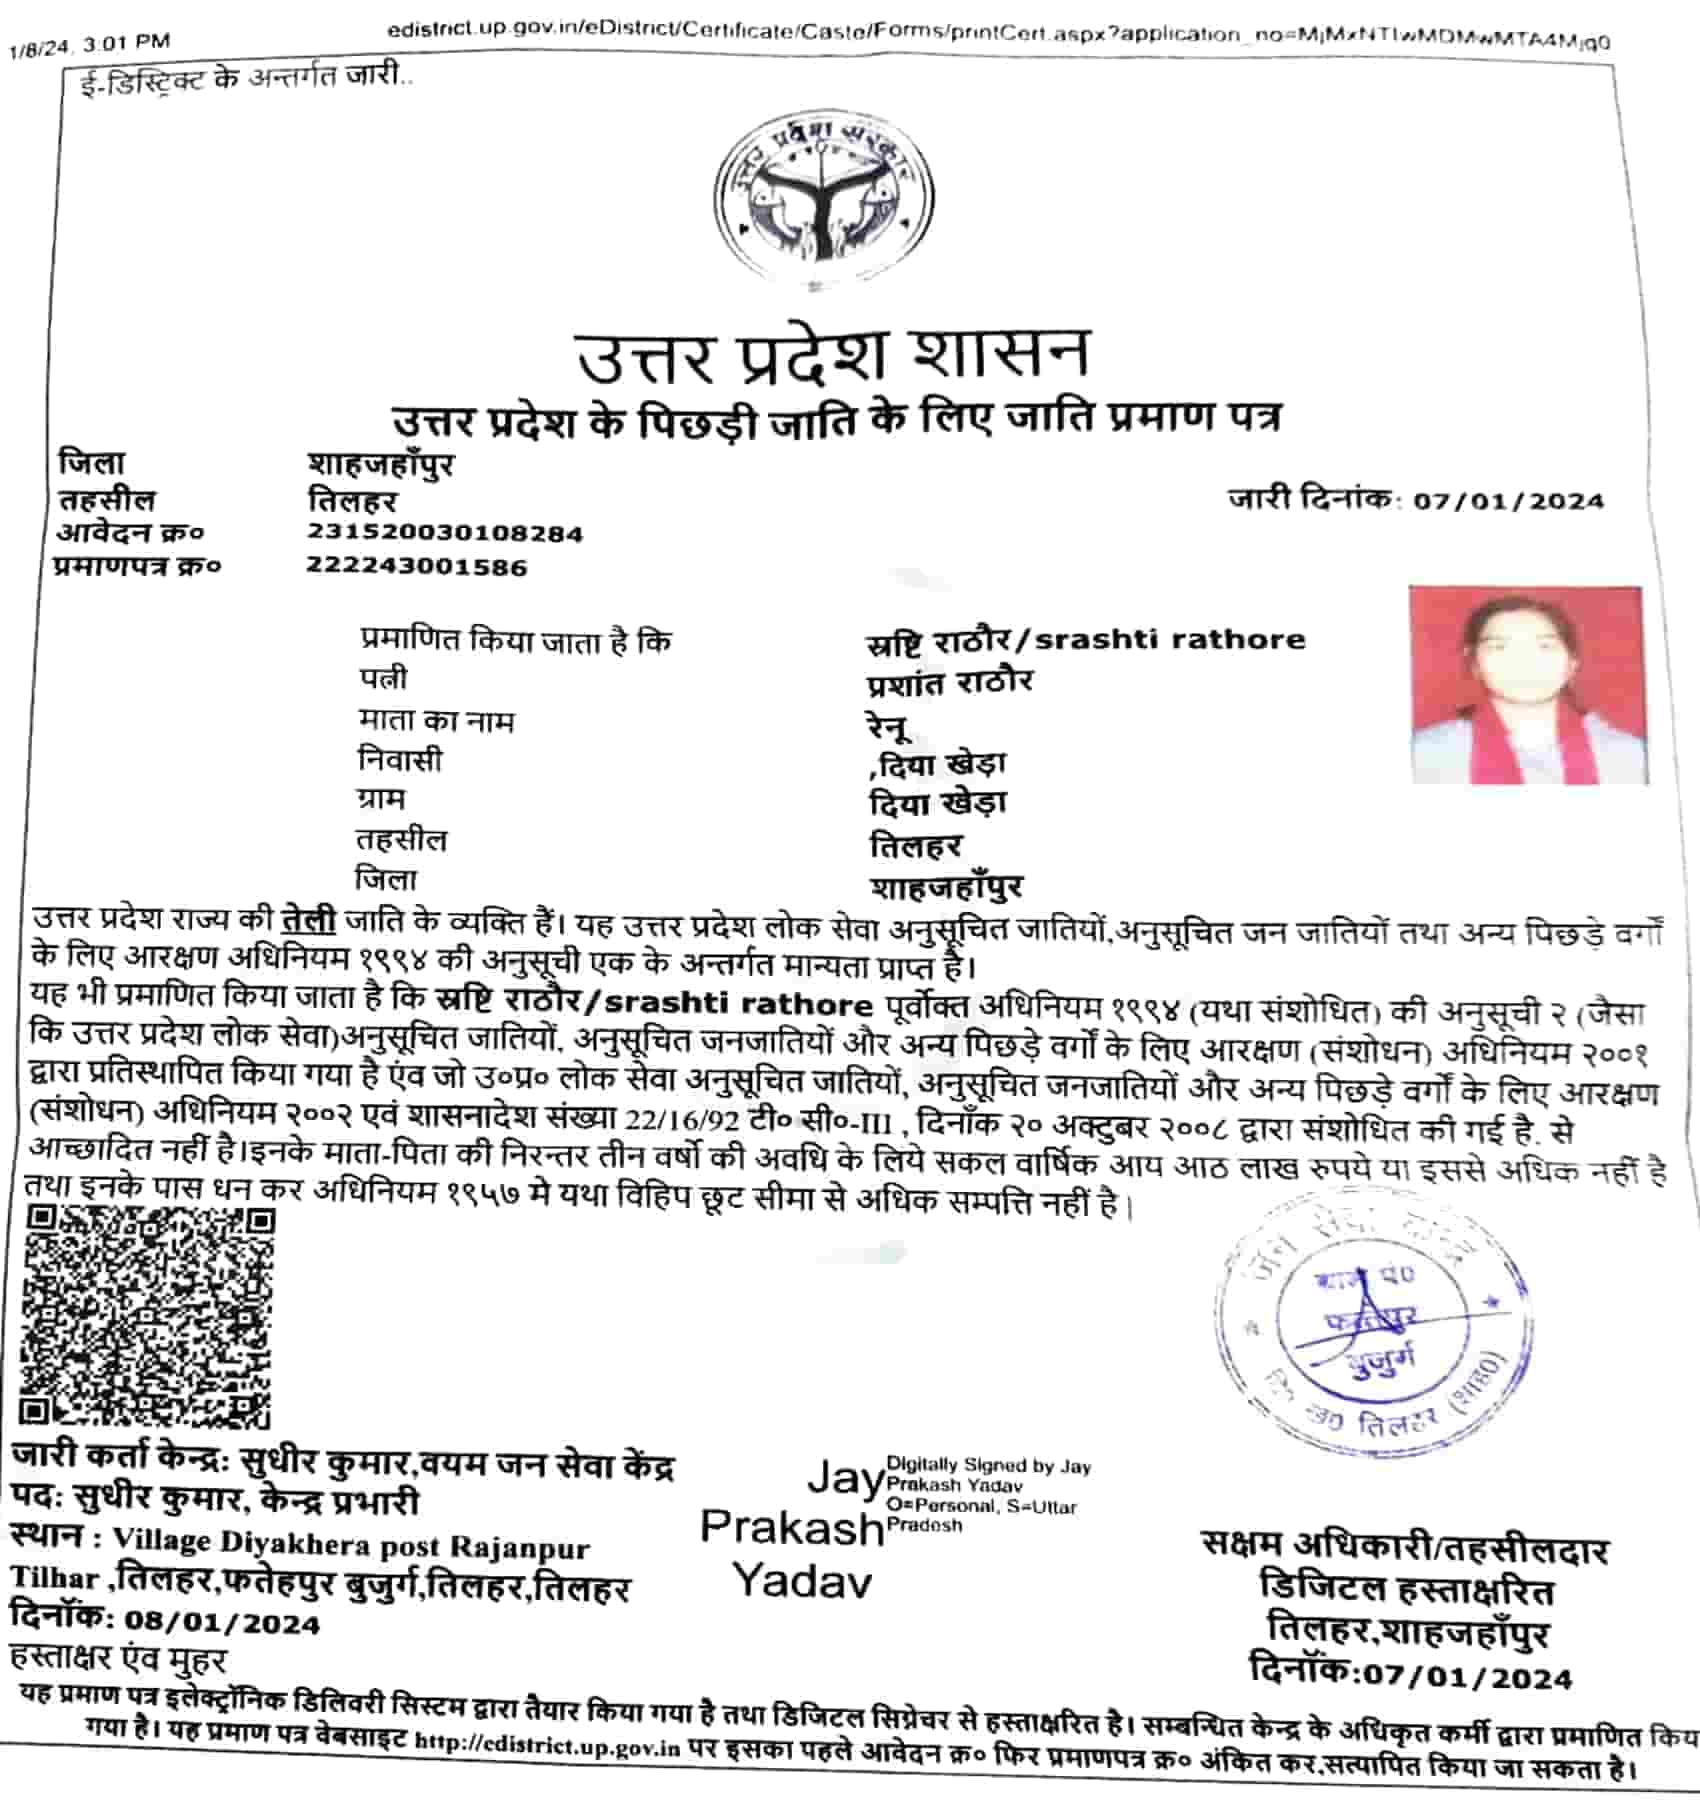 1/8/24, 3:01 PM
edistrict.up.gov.in/eDistrict/Certificate/Caste/Forms/printCert.aspx?application_no=MjMxNTIwMDMwMTA4Mjg0
ई-डिस्ट्रिक्ट के अन्तर्गत जारी..
उत्तर प्रदेश सरकार
उत्तर प्रदेश शासन
उत्तर प्रदेश के पिछड़ी जाति के लिए जाति प्रमाण पत्र
जिला शाहजहाँपुर
तहसील तिलहर जारी दिनांक: 07/01/2024
आवेदन क्र० 231520030108284
प्रमाणपत्र क्र० 222243001586
प्रमाणित किया जाता है कि स्रष्टि राठौर/srashti rathore
पत्नी प्रशांत राठौर
माता का नाम रेनू
निवासी ,दिया खेड़ा
ग्राम दिया खेड़ा
तहसील तिलहर
जिला शाहजहाँपुर
उत्तर प्रदेश राज्य की तेली जाति के व्यक्ति हैं। यह उत्तर प्रदेश लोक सेवा अनुसूचित जातियों,अनुसूचित जन जातियों तथा अन्य पिछड़े वर्गों
के लिए आरक्षण अधिनियम १९९४ की अनुसूची एक के अन्तर्गत मान्यता प्राप्त है।
यह भी प्रमाणित किया जाता है कि स्रष्टि राठौर/srashti rathore पूर्वोक्त अधिनियम १९९४ (यथा संशोधित) की अनुसूची २ (जैसा
कि उत्तर प्रदेश लोक सेवा)अनुसूचित जातियों, अनुसूचित जनजातियों और अन्य पिछड़े वर्गों के लिए आरक्षण (संशोधन) अधिनियम २००१
द्वारा प्रतिस्थापित किया गया है एंव जो उ०प्र० लोक सेवा अनुसूचित जातियों, अनुसूचित जनजातियों और अन्य पिछड़े वर्गों के लिए आरक्षण
(संशोधन) अधिनियम २००२ एवं शासनादेश संख्या 22/16/92 टी० सी०-III , दिनाँक २० अक्टुबर २००८ द्वारा संशोधित की गई है. से
आच्छादित नहीं है।इनके माता-पिता की निरन्तर तीन वर्षो की अवधि के लिये सकल वार्षिक आय आठ लाख रुपये या इससे अधिक नहीं है
तथा इनके पास धन कर अधिनियम १९५७ मे यथा विहिप छूट सीमा से अधिक सम्पत्ति नहीं है।
जन सेवा केन्द्र
ग्राम पं0
फतेहपुर
बुजुर्ग
वि0 ख0 तिलहर (शाह0)
जारी कर्ता केन्द्र: सुधीर कुमार,वयम जन सेवा केंद्र
पद: सुधीर कुमार, केन्द्र प्रभारी
स्थान : Village Diyakhera post Rajanpur
Tilhar ,तिलहर,फतेहपुर बुजुर्ग,तिलहर,तिलहर
दिनॉक: 08/01/2024
हस्ताक्षर एंव मुहर
Jay
Prakash
Yadav
Digitally Signed by Jay
Prakash Yadav
O=Personal, S=Uttar
Pradesh
सक्षम अधिकारी/तहसीलदार
डिजिटल हस्ताक्षरित
तिलहर,शाहजहाँपुर
दिनॉक:07/01/2024
यह प्रमाण पत्र इलेक्ट्रॉनिक डिलिवरी सिस्टम द्वारा तैयार किया गया है तथा डिजिटल सिग्नेचर से हस्ताक्षरित है। सम्बन्धित केन्द्र के अधिकृत कर्मी द्वारा प्रमाणित किय
गया है। यह प्रमाण पत्र वेबसाइट http://edistrict.up.gov.in पर इसका पहले आवेदन क्र० फिर प्रमाणपत्र क्र० अंकित कर,सत्यापित किया जा सकता है।